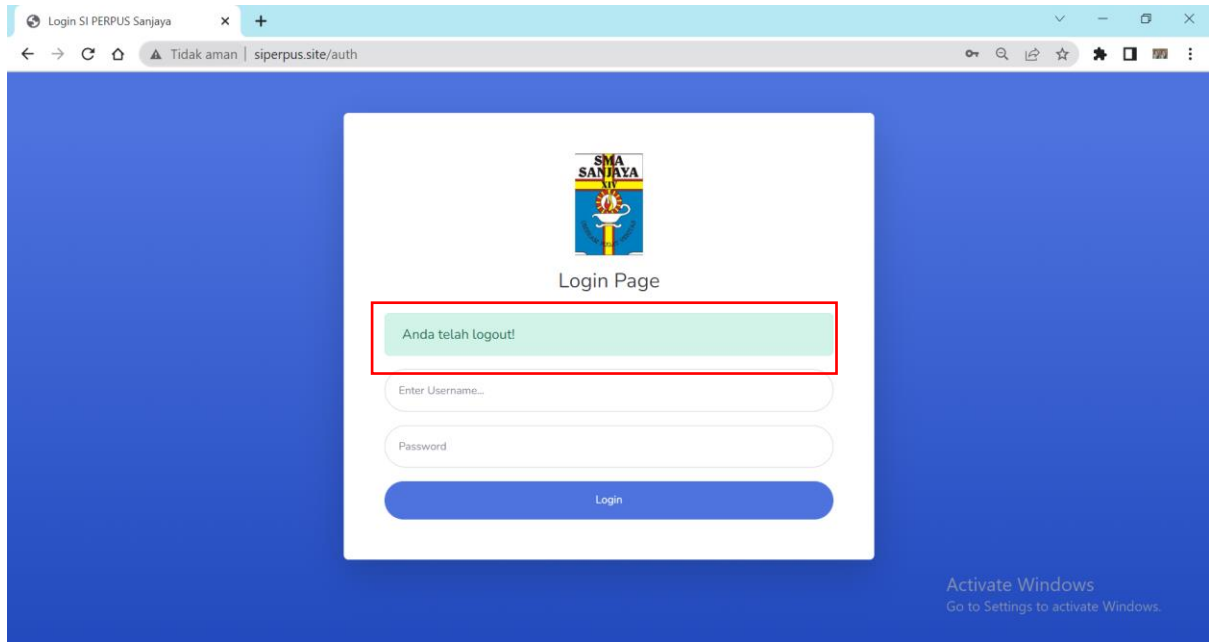 Login SI PERPUS Sanjaya
Tidak aman | siperpus.site/auth
SMA
SANJAYA
XIV
Login Page
Anda telah logout!
Enter Username...
Password
Login
Activate Windows
Go to Settings to activate Windows.